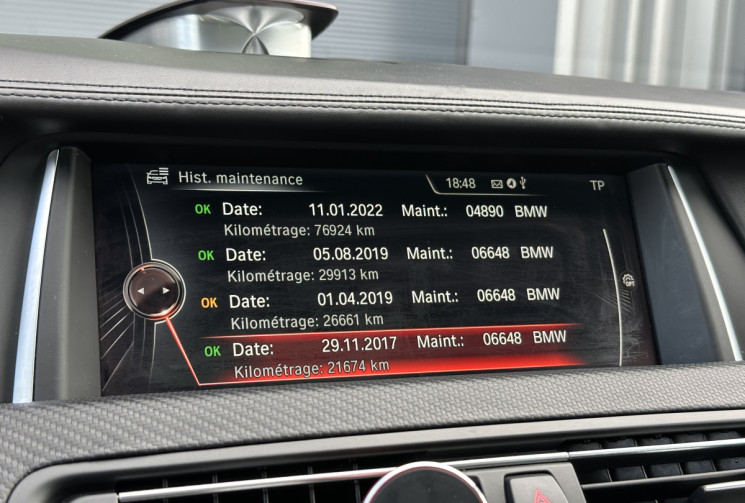 Hist. maintenance 18:48 TP
OK Date: 11.01.2022 Maint.: 04890 BMW
Kilométrage: 76924 km
OK Date: 05.08.2019 Maint.: 06648 BMW
Kilométrage: 29913 km
OK Date: 01.04.2019 Maint.: 06648 BMW
Kilométrage: 26661 km
OK Date: 29.11.2017 Maint.: 06648 BMW
Kilométrage: 21674 km